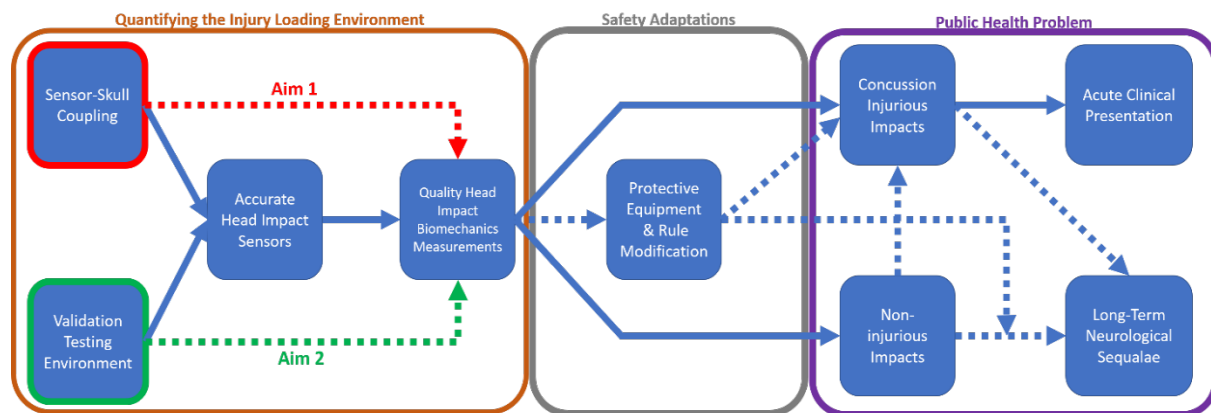 Quantifying the Injury Loading Environment
Safety Adaptations
Public Health Problem
Sensor-Skull
Coupling
Aim 1
Accurate
Head Impact
Sensors
Quality Head
Impact
Biomechanics
Measurements
Validation
Testing
Environment
Aim 2
Protective
Equipment
& Rule
Modification
Concussion
Injurious
Impacts
Acute Clinical
Presentation
Non-
injurious
Impacts
Long-Term
Neurological
Sequalae